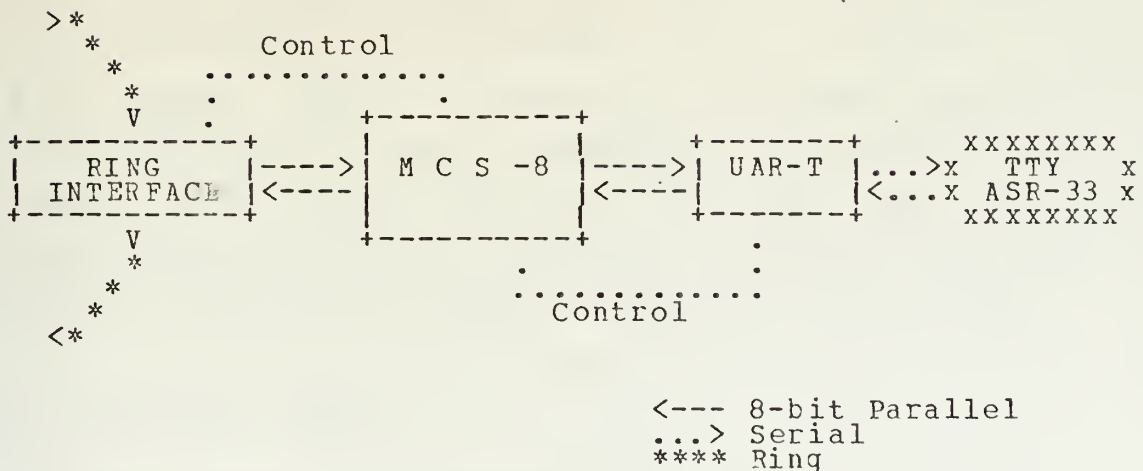 Control
RING
INTERFACE
M C S -8
UAR-T
TTY
ASR-33
Control
<--- 8-bit Parallel
...> Serial
**** Ring